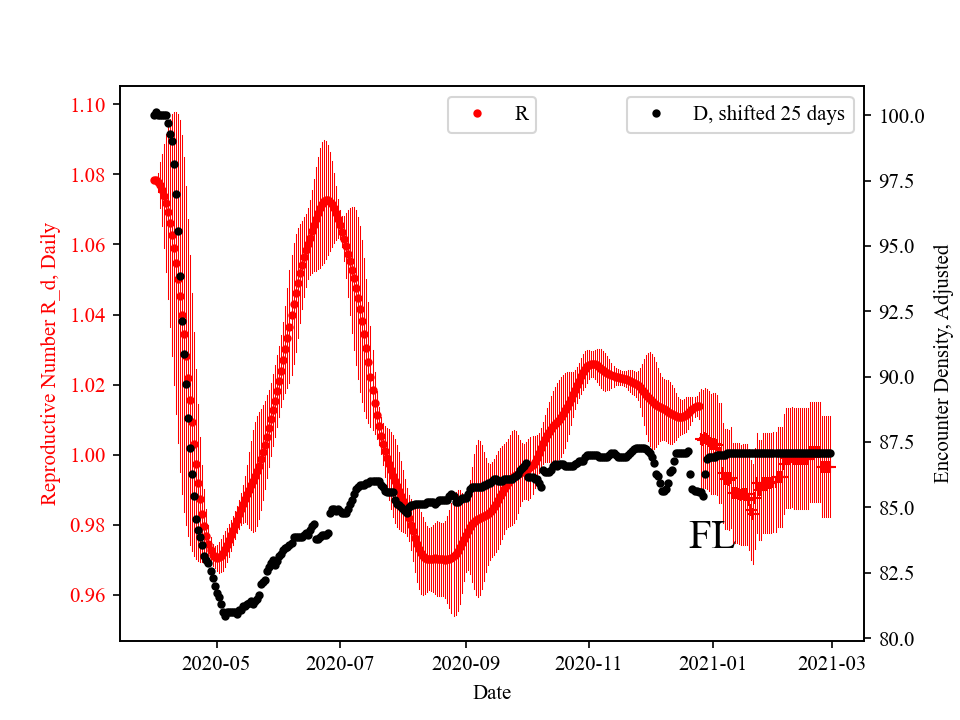 R
D, shifted 25 days
1.10
1.08
1.06
1.04
1.02
1.00
0.98
0.96
Reproductive Number R_d, Daily
100.0
97.5
95.0
92.5
90.0
87.5
85.0
82.5
80.0
Encounter Density, Adjusted
FL
2020-05 2020-07 2020-09 2020-11 2021-01 2021-03
Date